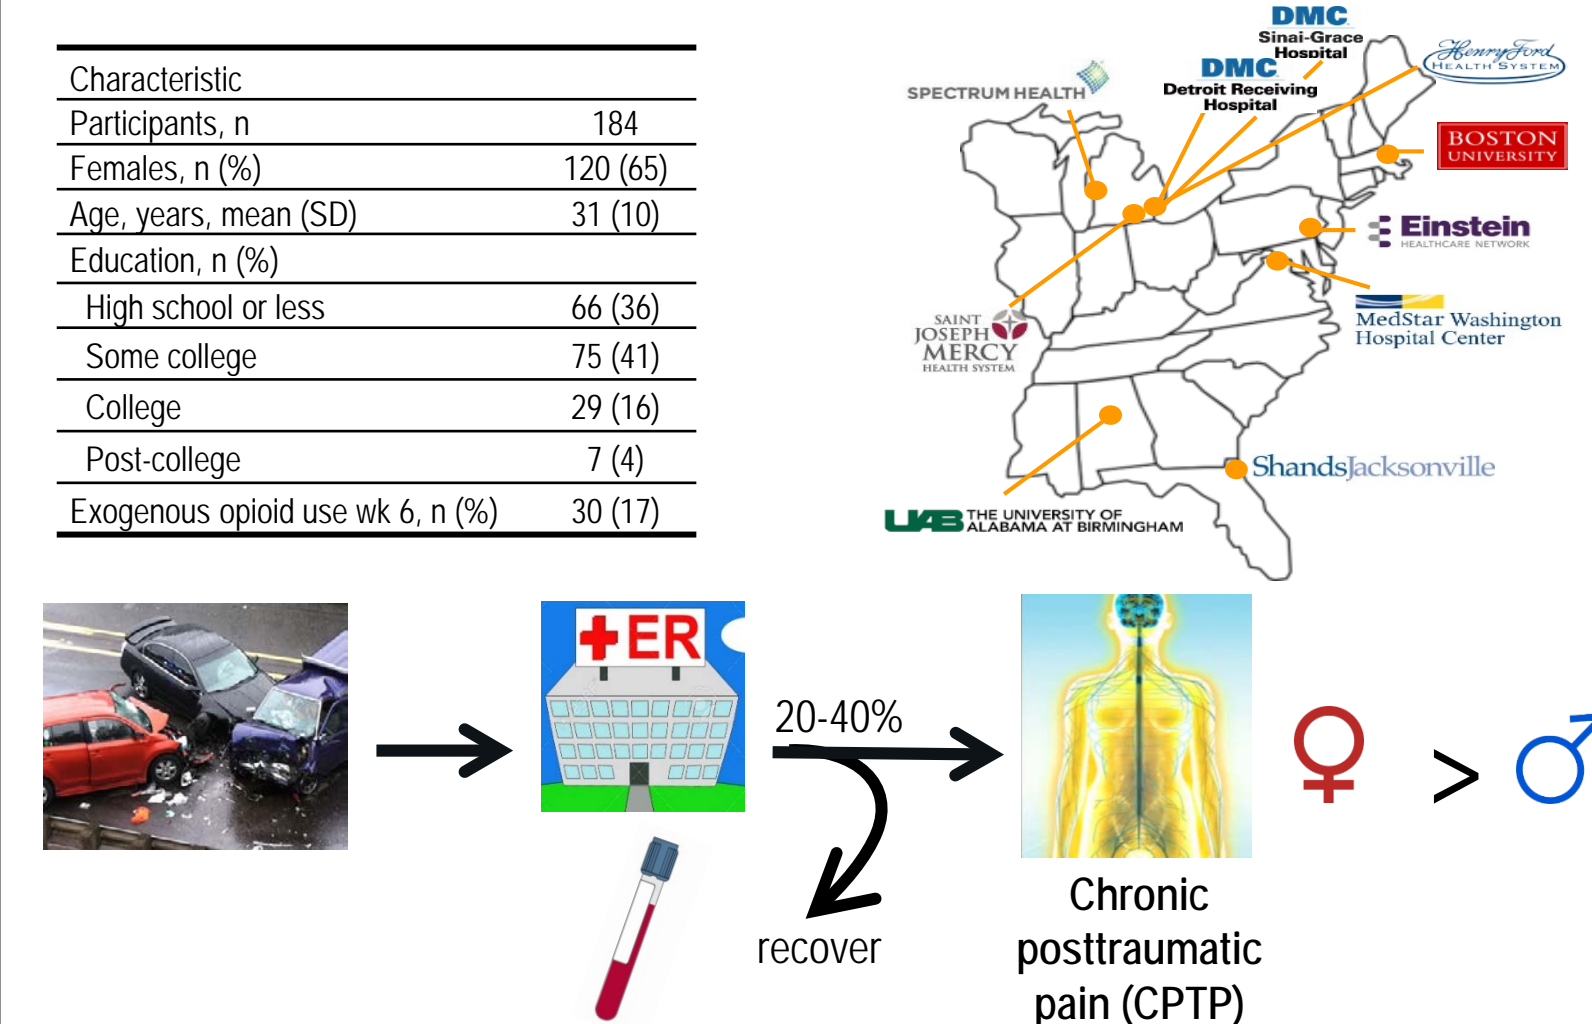 Characteristic
Participants, n 184
Females, n (%) 120 (65)
Age, years, mean (SD) 31 (10)
Education, n (%)
High school or less 66 (36)
Some college 75 (41)
College 29 (16)
Post-college 7 (4)
Exogenous opioid use wk 6, n (%) 30 (17)
DMC
Sinai-Grace
Hospital
DMC
Detroit Receiving
Hospital
Henry Ford
HEALTH SYSTEM
SPECTRUM HEALTH
BOSTON
UNIVERSITY
Einstein
HEALTHCARE NETWORK
MedStar Washington
Hospital Center
SAINT
JOSEPH
MERCY
HEALTH SYSTEM
ShandsJacksonville
UAB THE UNIVERSITY OF
ALABAMA AT BIRMINGHAM
+ER
20-40%
recover
>
Chronic
posttraumatic
pain (CPTP)